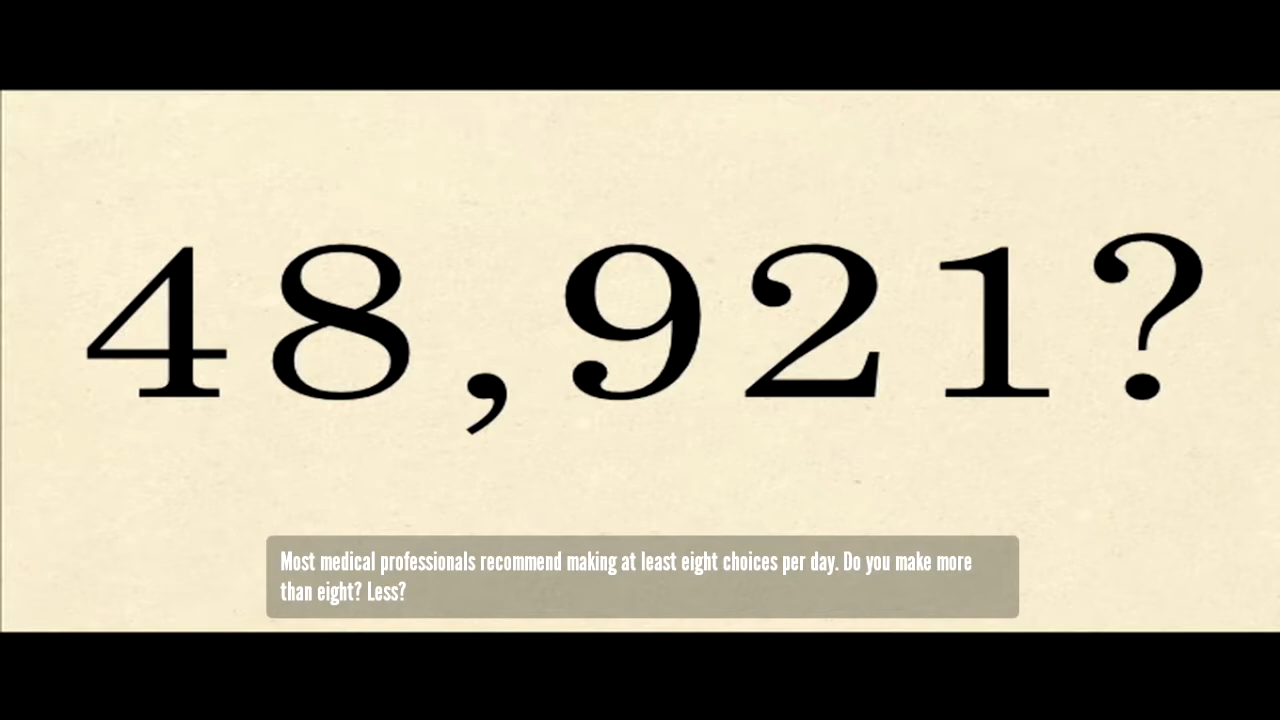 48,921?
Most medical professionals recommend making at least eight choices per day. Do you make more
than eight? Less?